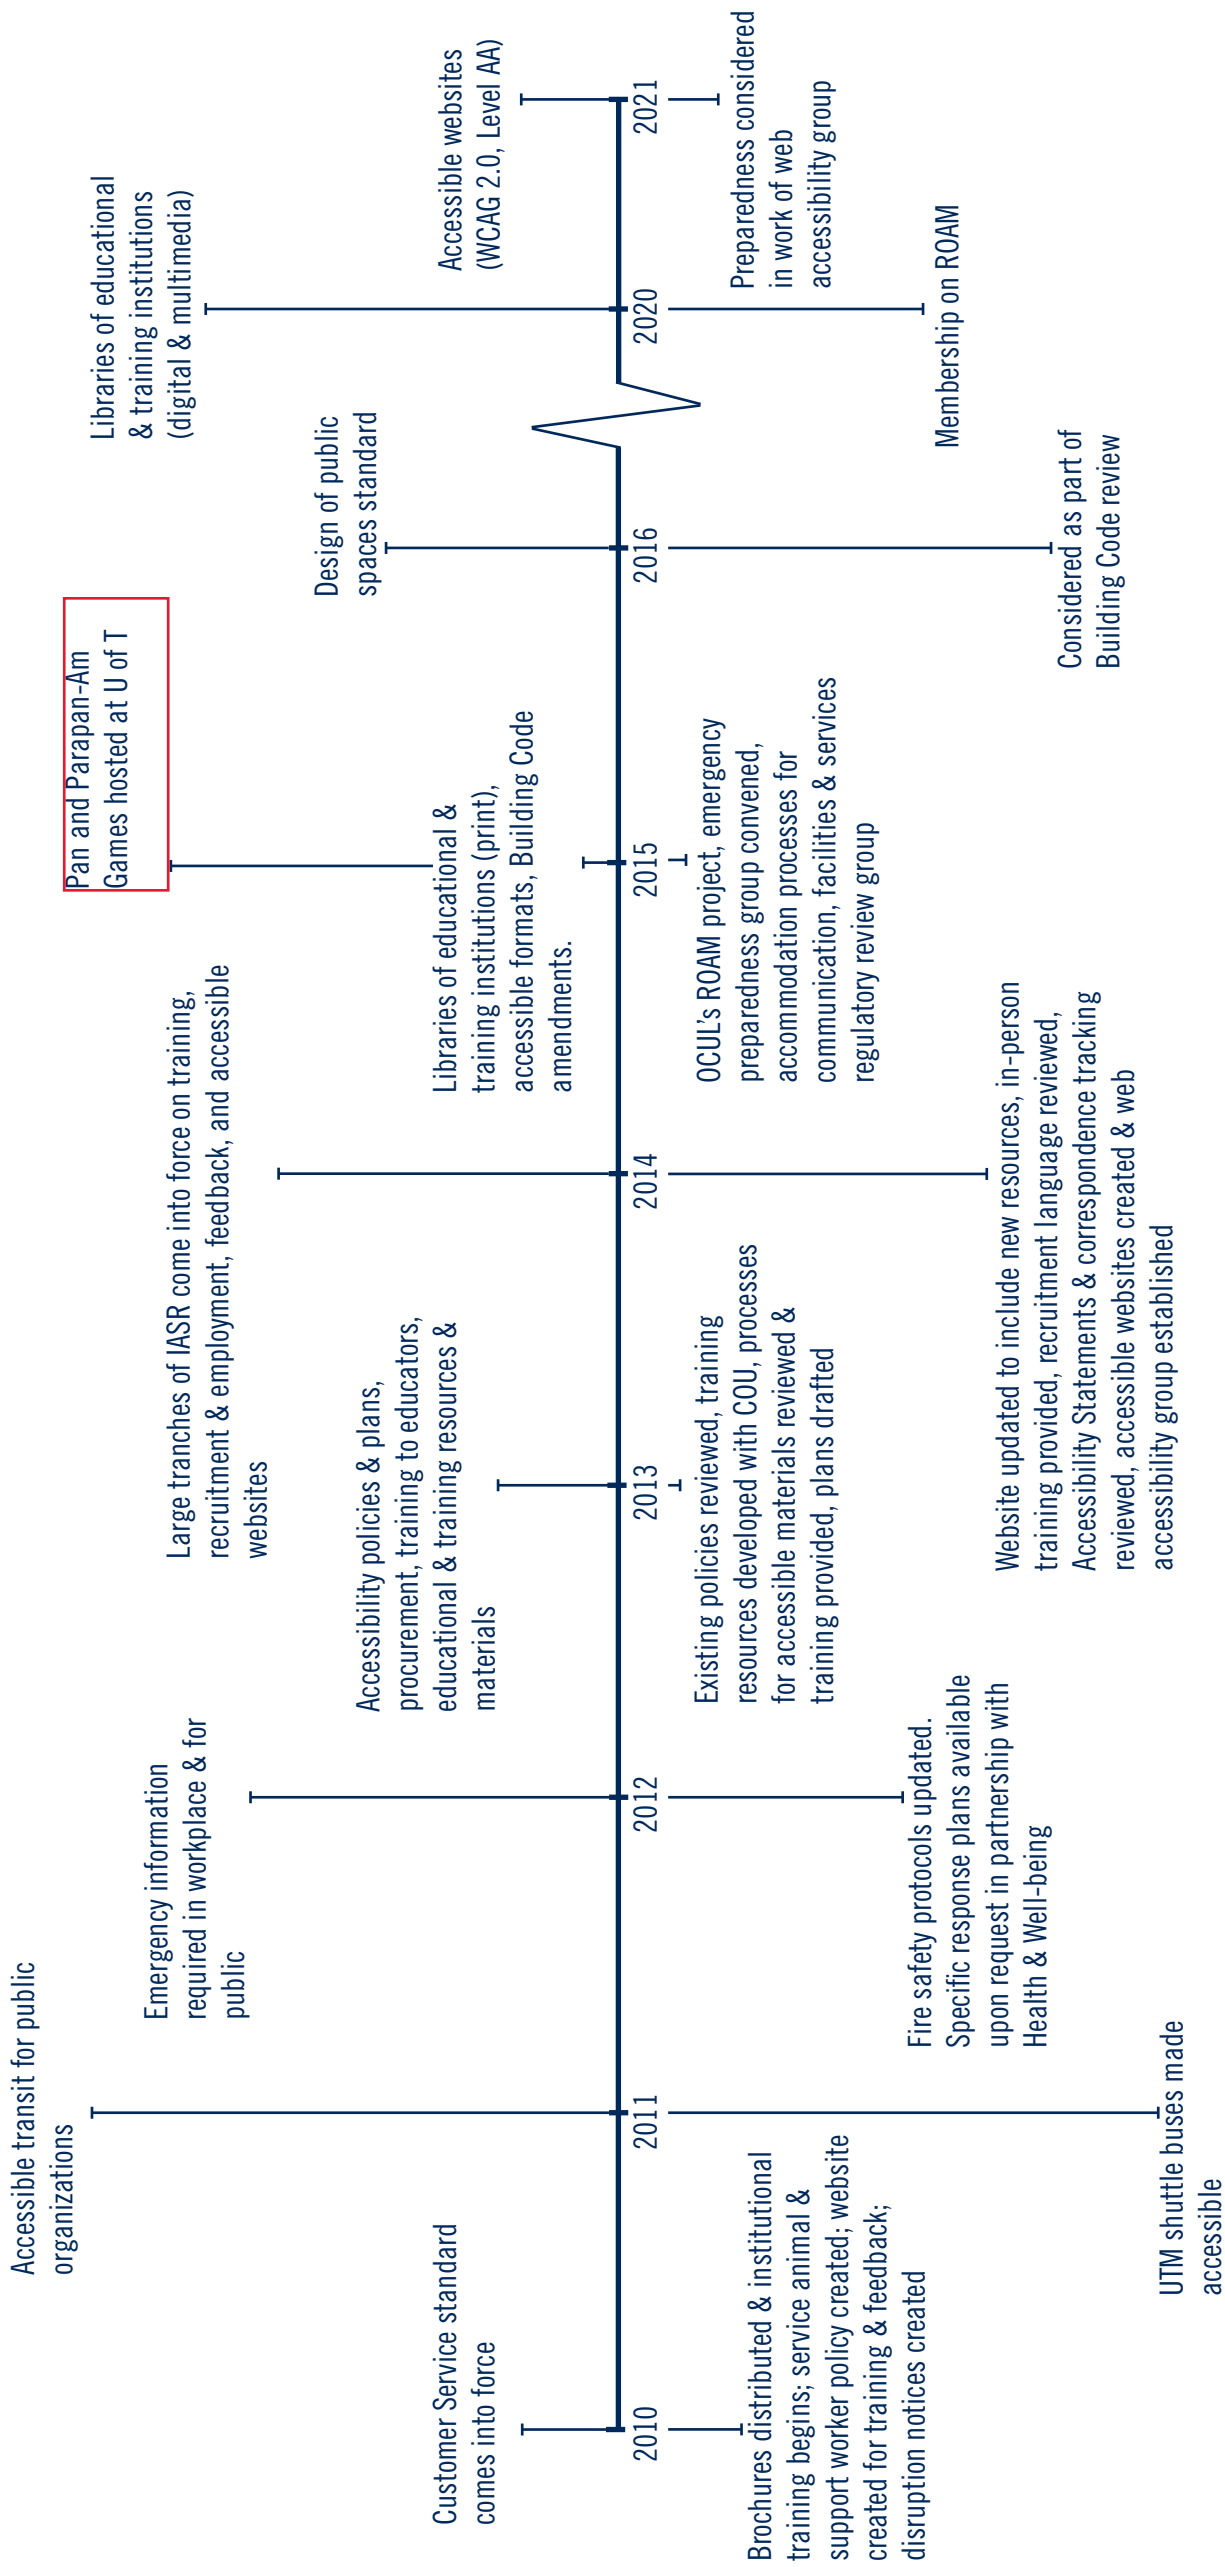 Customer Service standard
comes into force
2010
Brochures distributed & institutional
training begins; service animal &
support worker policy created; website
created for training & feedback;
disruption notices created
Accessible transit for public
organizations
2011
UTM shuttle buses made
accessible
Emergency information
required in workplace & for
public
2012
Fire safety protocols updated.
Specific response plans available
upon request in partnership with
Health & Well-being
Accessibility policies & plans,
procurement, training to educators,
educational & training resources &
materials
2013
Existing policies reviewed, training
resources developed with COU, processes
for accessible materials reviewed &
training provided, plans drafted
Large tranches of IASR come into force on training,
recruitment & employment, feedback, and accessible
websites
2014
Website updated to include new resources, in-person
training provided, recruitment language reviewed,
Accessibility Statements & correspondence tracking
reviewed, accessible websites created & web
accessibility group established
Pan and Parapan-Am
Games hosted at U of T
Libraries of educational &
training institutions (print),
accessible formats, Building Code
amendments.
2015
OCUL's ROAM project, emergency
preparedness group convened,
accommodation processes for
communication, facilities & services
regulatory review group
Design of public
spaces standard
2016
Considered as part of
Building Code review
Libraries of educational
& training institutions
(digital & multimedia)
2020
Membership on ROAM
Accessible websites
(WCAG 2.0, Level AA)
2021
Preparedness considered
in work of web
accessibility group